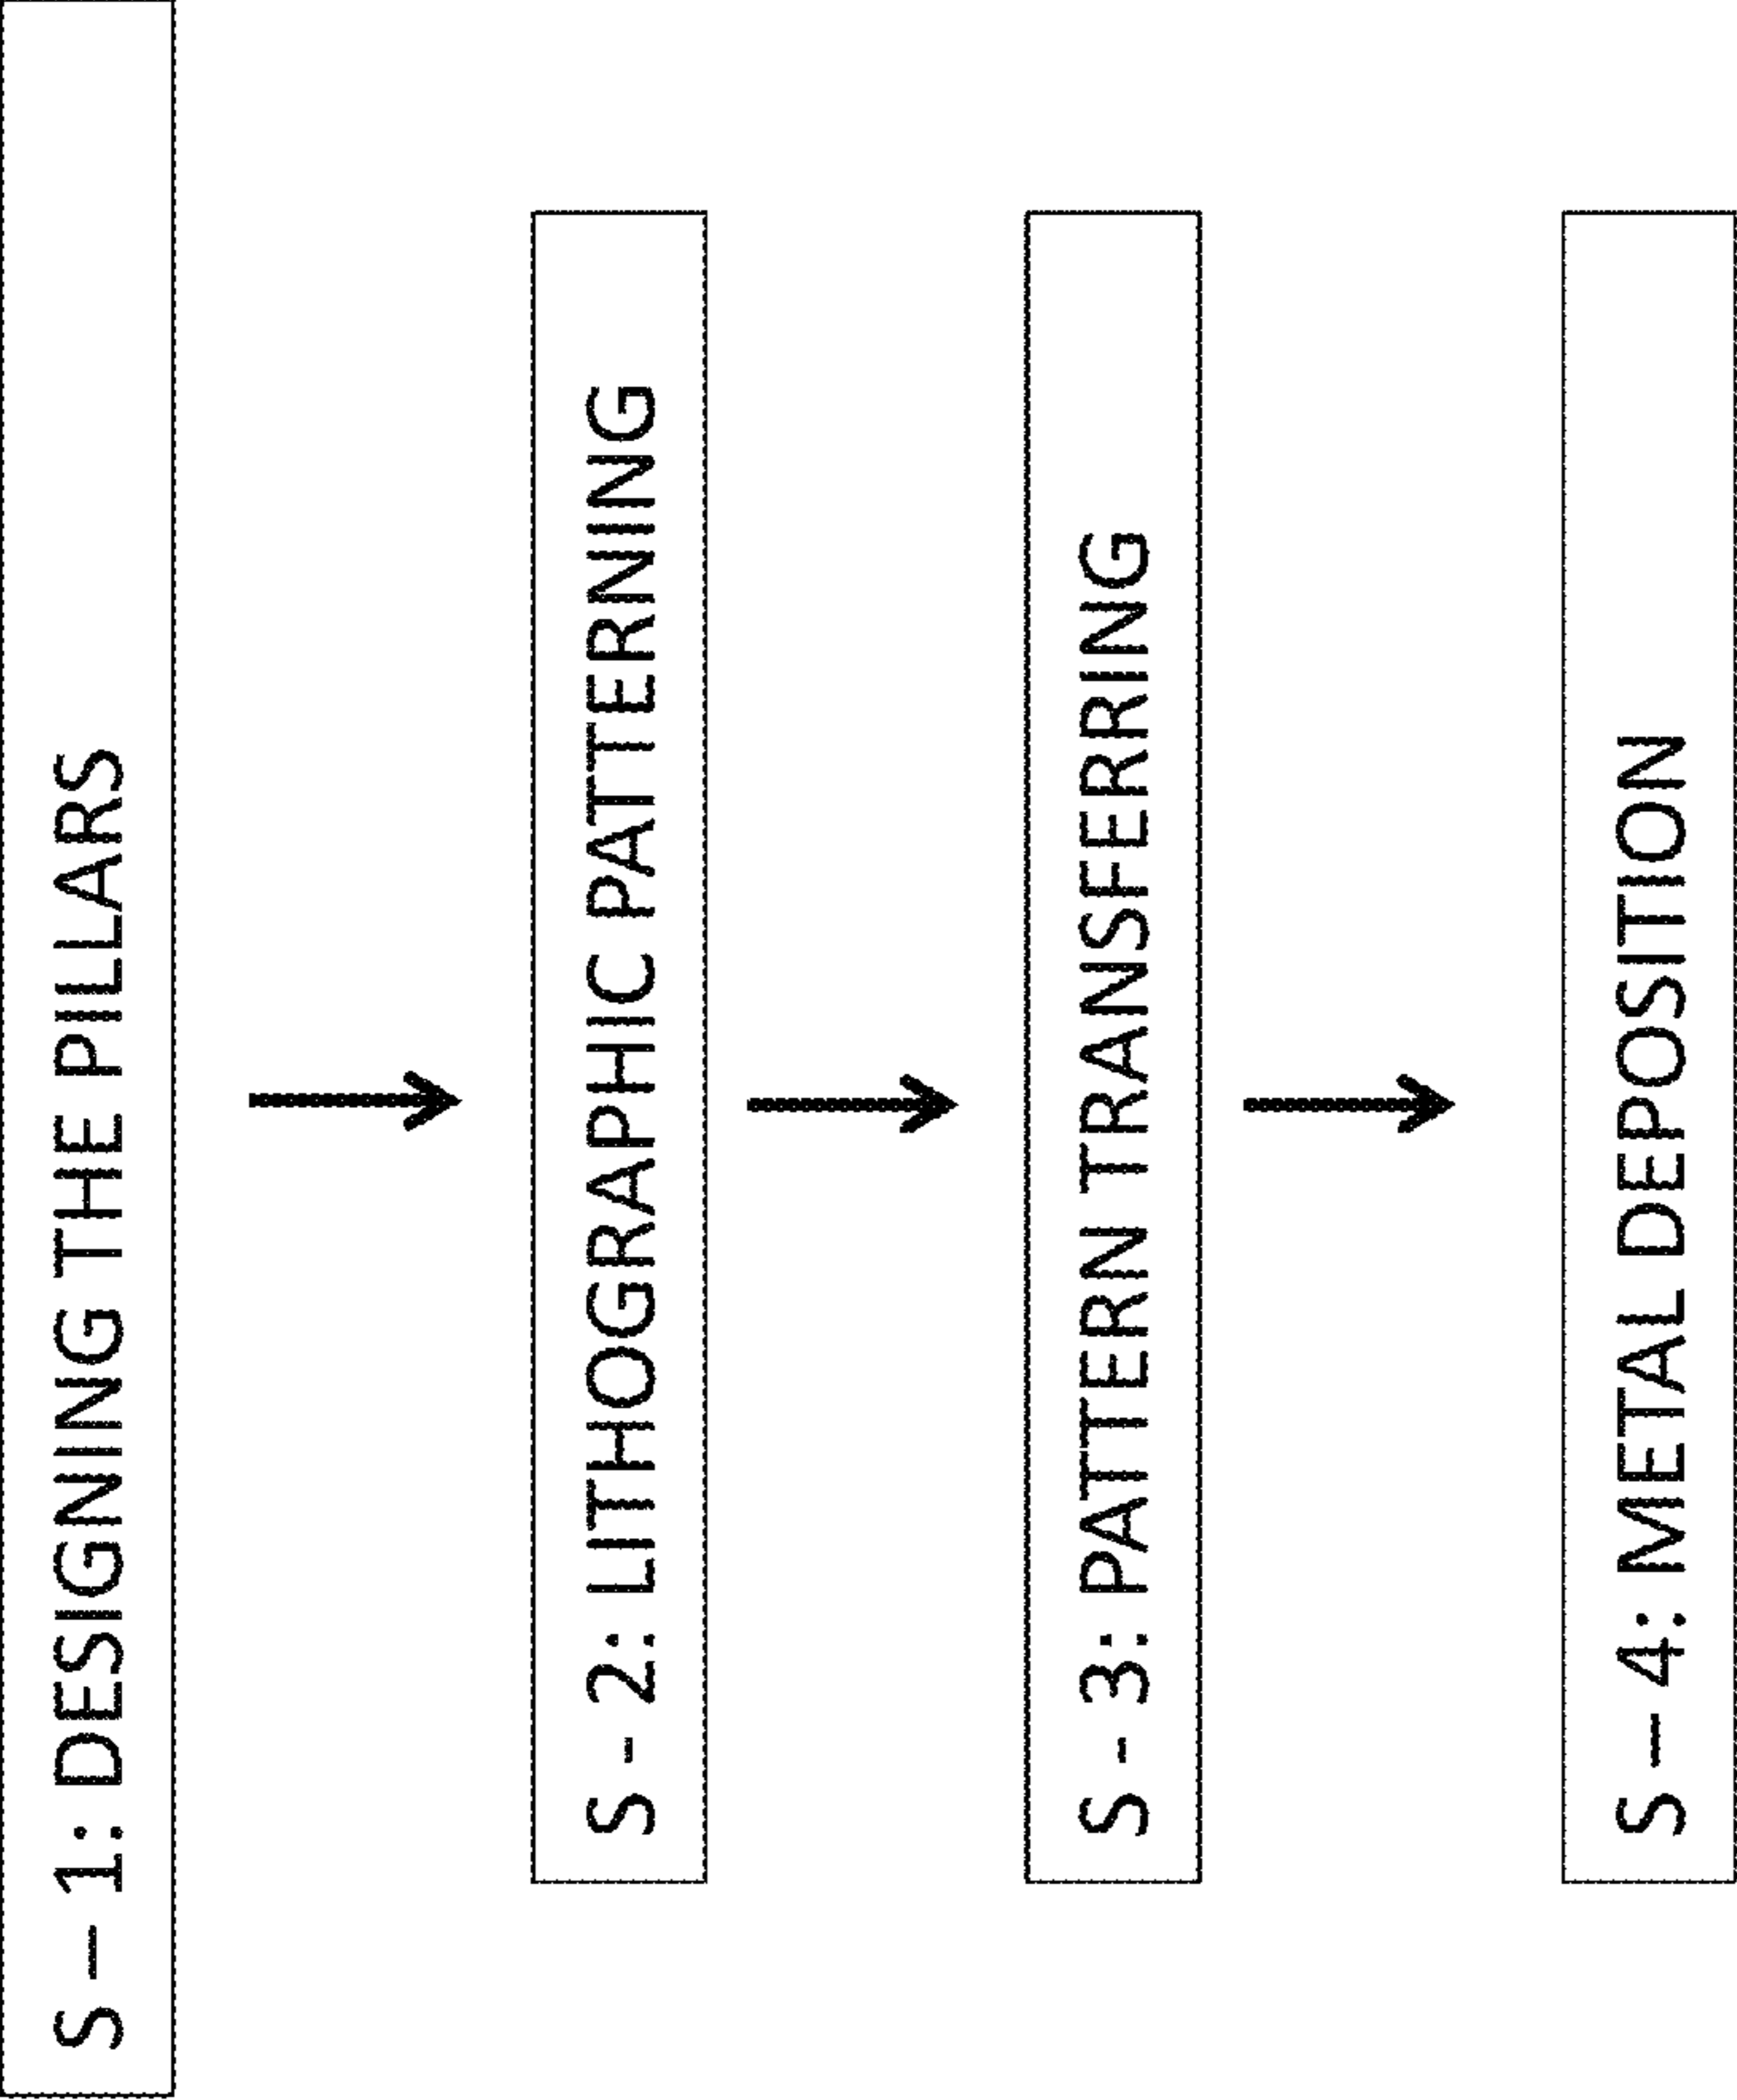 S – 1: DESIGNING THE PILLARS
S - 2: LITHOGRAPHIC PATTERNING
S - 3: PATTERN TRANSFERRING
S – 4: METAL DEPOSITION